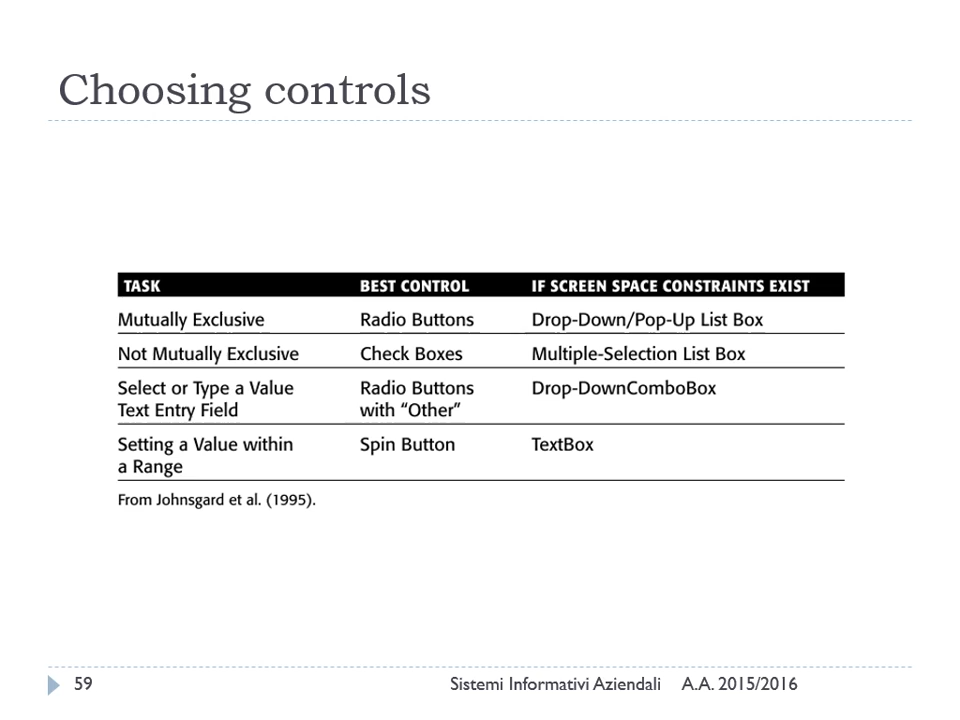 Choosing controls
TASK BEST CONTROL IF SCREEN SPACE CONSTRAINTS EXIST
Mutually Exclusive Radio Buttons Drop-Down/Pop-Up List Box
Not Mutually Exclusive Check Boxes Multiple-Selection List Box
Select or Type a Value Radio Buttons Drop-DownComboBox
Text Entry Field with “Other”
Setting a Value within Spin Button TextBox
a Range
From Johnsgard et al. (1995).
59 Sistemi Informativi Aziendali A.A. 2015/2016